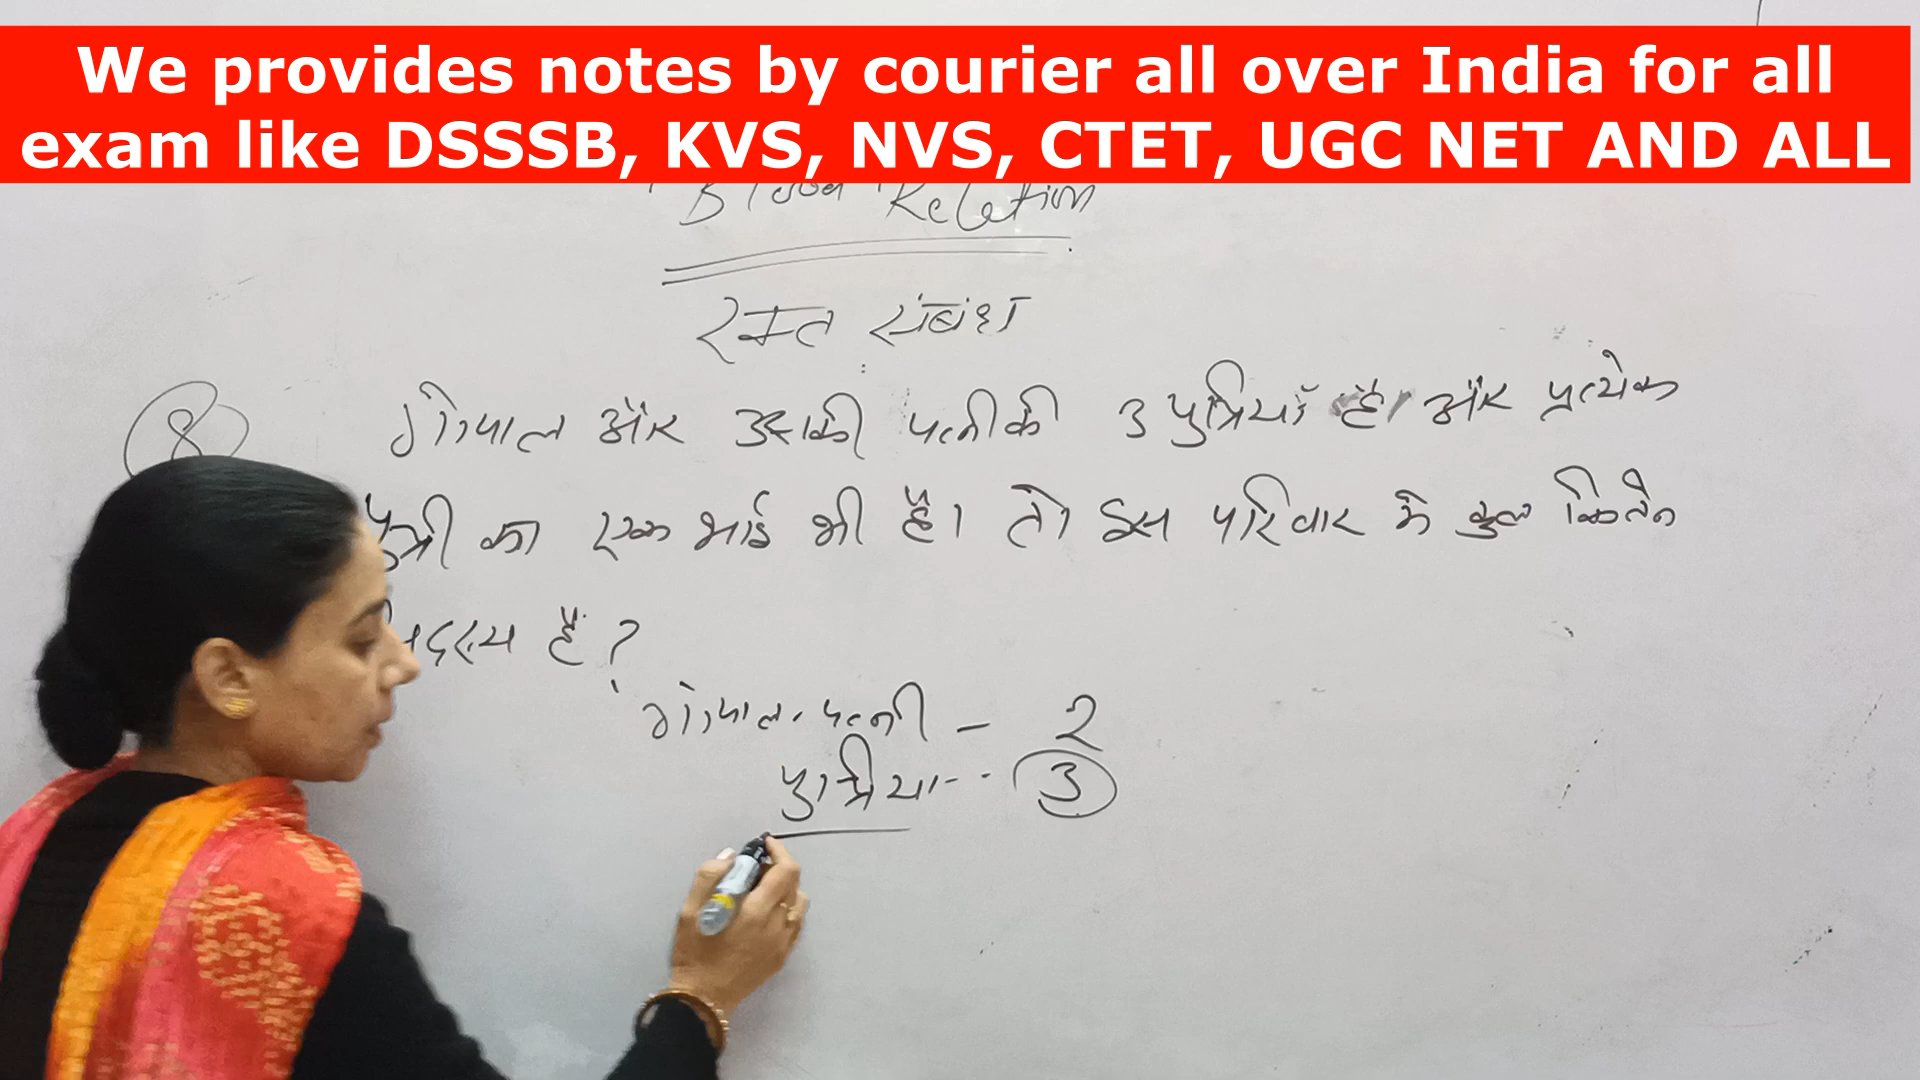 We provides notes by courier all over India for all
exam like DSSSB, KVS, NVS, CTET, UGC NET AND ALL
Blood Relation
रक्त संबंध
8 गोपाल और उसकी पत्नी की 3 पुत्रियाँ हैं। और प्रत्येक
पुत्री का एक भाई भी है। तो इस परिवार मे कुल कितने
सदस्य हैं?
गोपाल, पत्नी - 2
पुत्रिया -- 3